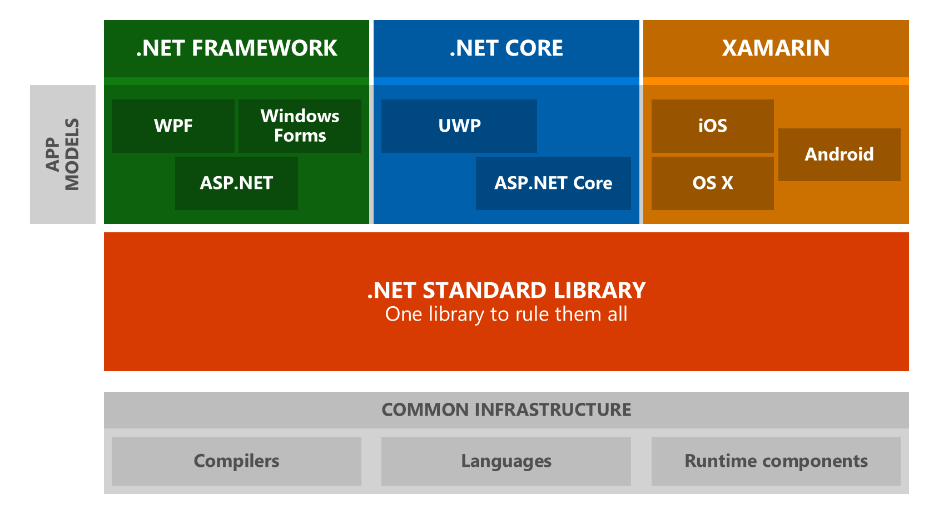 .NET FRAMEWORK
.NET CORE
XAMARIN
APP
MODELS
WPF
Windows
Forms
ASP.NET
UWP
ASP.NET Core
iOS
Android
OS X
.NET STANDARD LIBRARY
One library to rule them all
COMMON INFRASTRUCTURE
Compilers
Languages
Runtime components